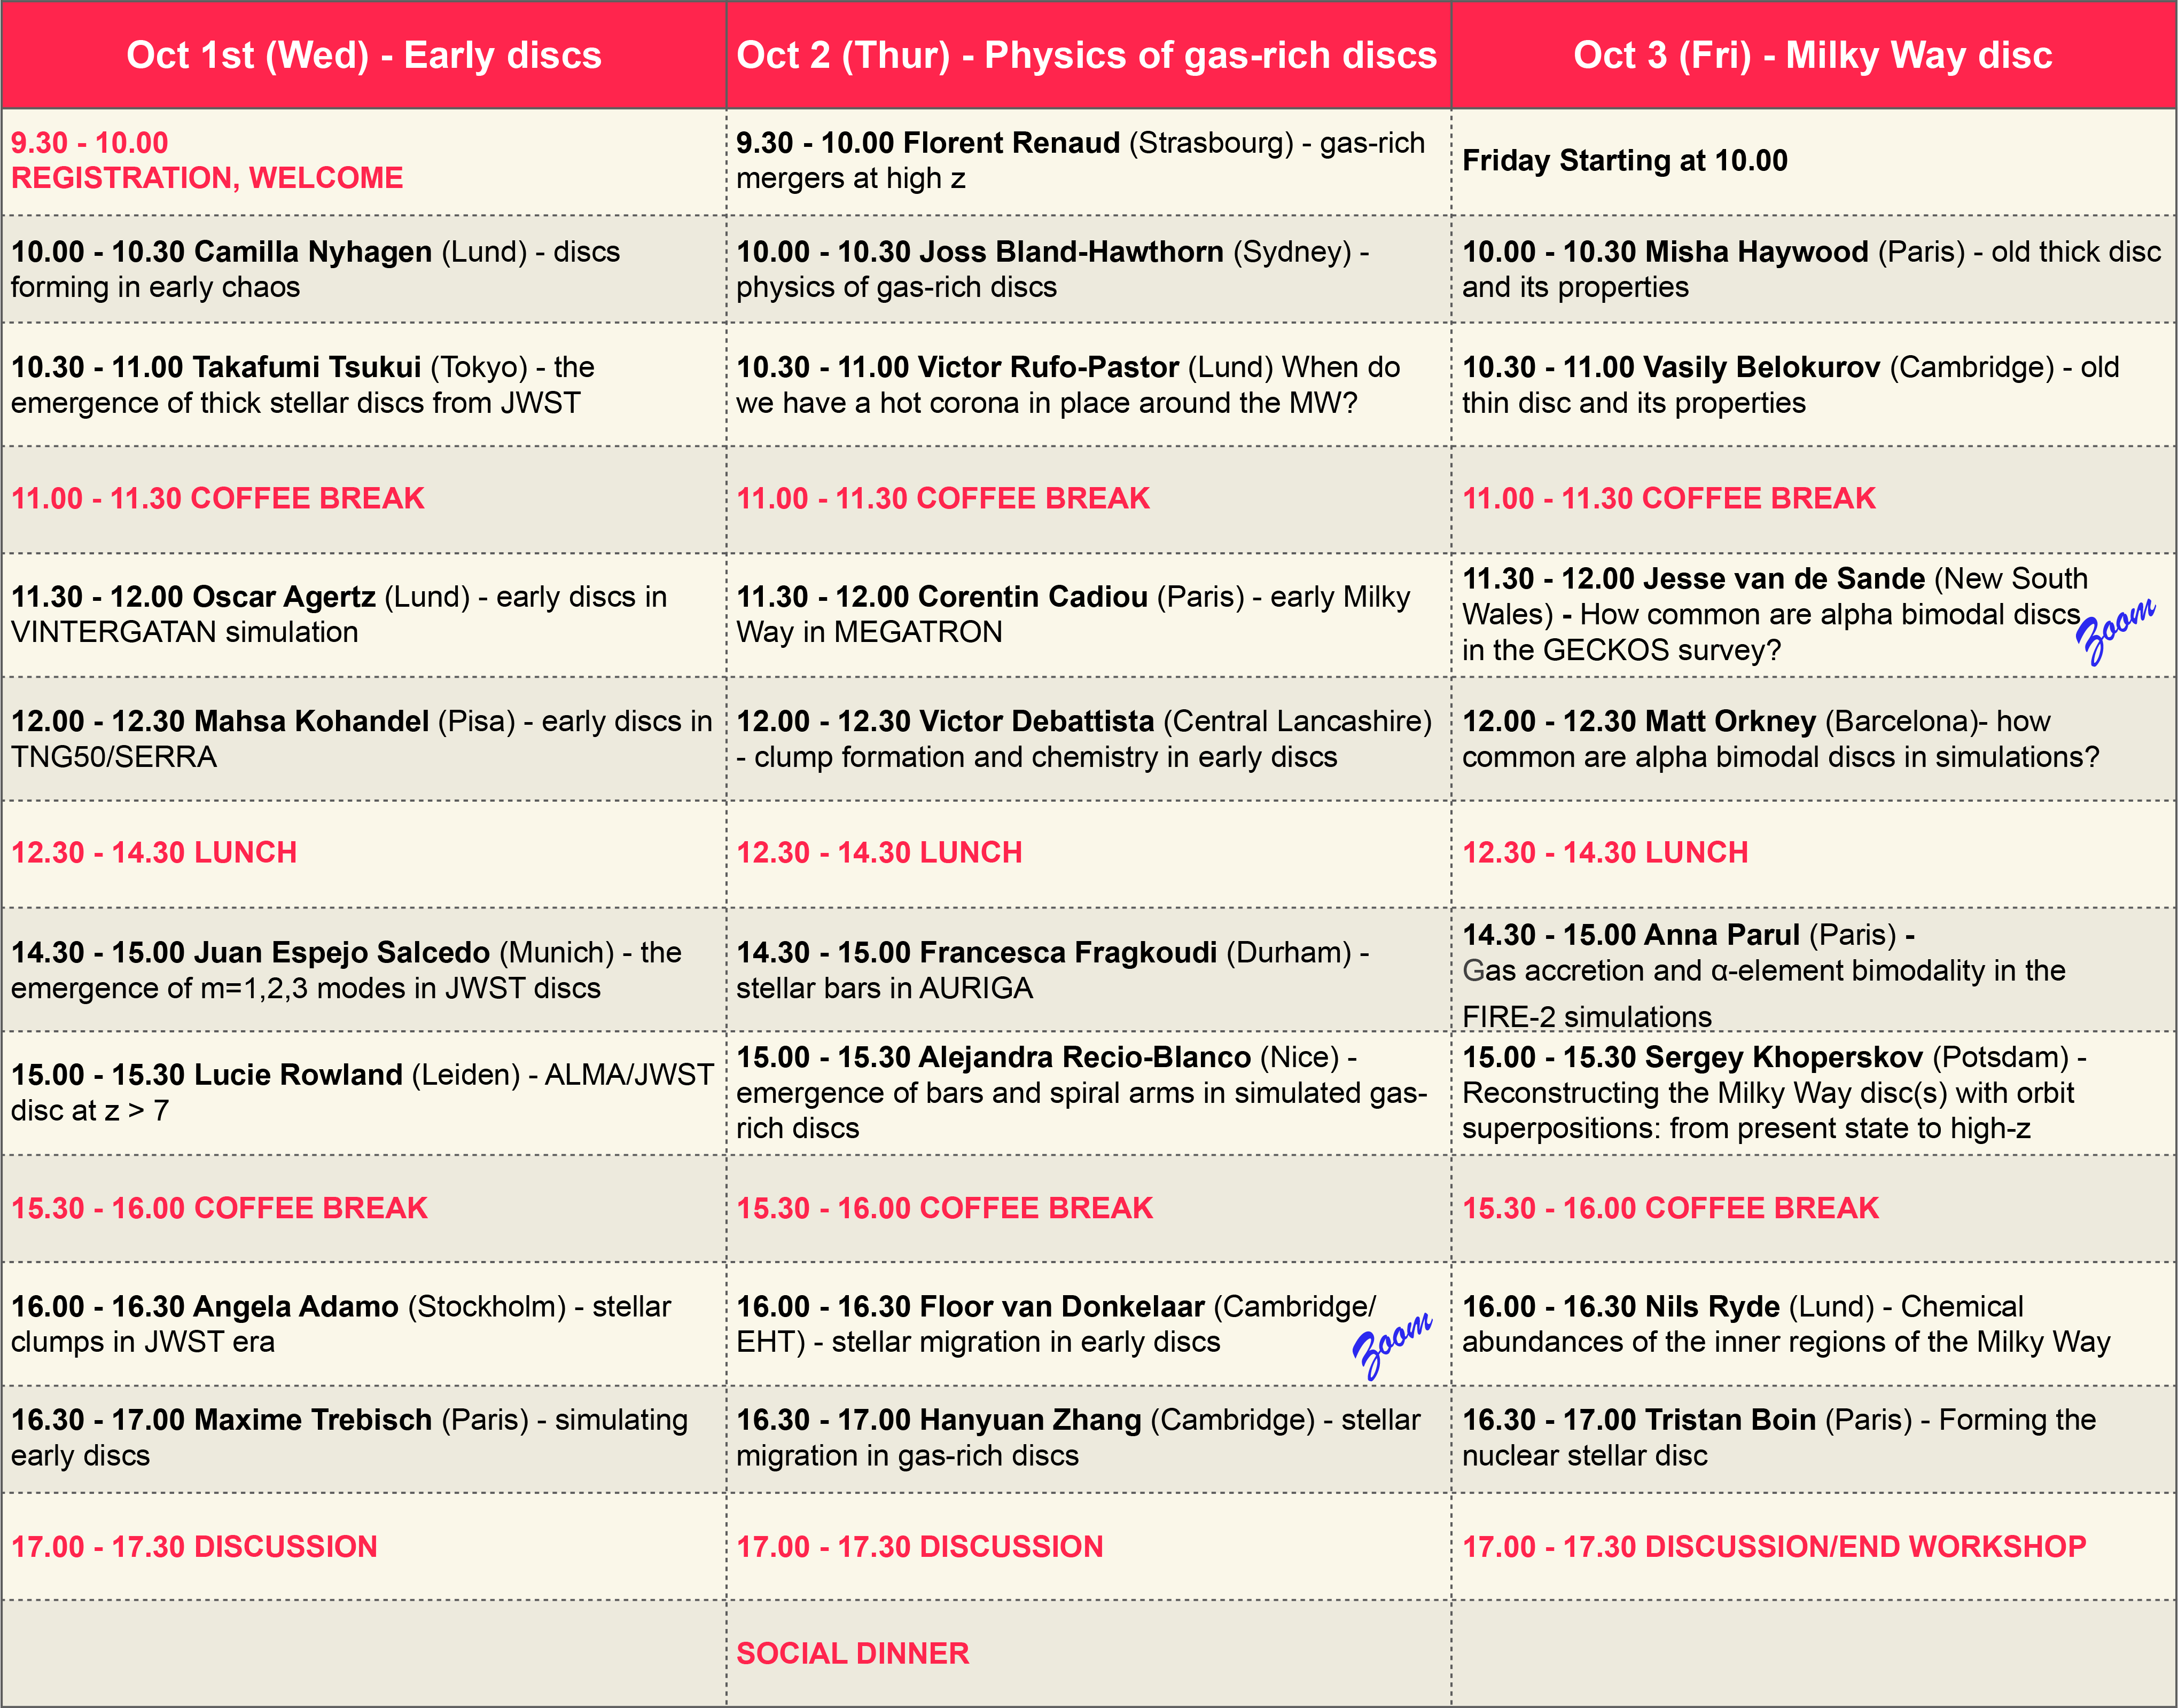 Oct 1st (Wed) - Early discs
Oct 2 (Thur) - Physics of gas-rich discs
Oct 3 (Fri) - Milky Way disc
9.30 - 10.00
REGISTRATION, WELCOME
9.30 - 10.00 Florent Renaud (Strasbourg) - gas-rich
mergers at high z
Friday Starting at 10.00
10.00 - 10.30 Camilla Nyhagen (Lund) - discs
forming in early chaos
10.00 - 10.30 Joss Bland-Hawthorn (Sydney) -
physics of gas-rich discs
10.00 - 10.30 Misha Haywood (Paris) - old thick disc
and its properties
10.30 - 11.00 Takafumi Tsukui (Tokyo) - the
emergence of thick stellar discs from JWST
10.30 - 11.00 Victor Rufo-Pastor (Lund) When do
we have a hot corona in place around the MW?
10.30 - 11.00 Vasily Belokurov (Cambridge) - old
thin disc and its properties
11.00 - 11.30 COFFEE BREAK
11.00 - 11.30 COFFEE BREAK
11.00 - 11.30 COFFEE BREAK
11.30 - 12.00 Oscar Agertz (Lund) - early discs in
VINTERGATAN simulation
11.30 - 12.00 Corentin Cadiou (Paris) - early Milky
Way in MEGATRON
11.30 - 12.00 Jesse van de Sande (New South
Wales) - How common are alpha bimodal discs
in the GECKOS survey?
Zoom
12.00 - 12.30 Mahsa Kohandel (Pisa) - early discs in
TNG50/SERRA
12.00 - 12.30 Victor Debattista (Central Lancashire)
- clump formation and chemistry in early discs
12.00 - 12.30 Matt Orkney (Barcelona)- how
common are alpha bimodal discs in simulations?
12.30 - 14.30 LUNCH
12.30 - 14.30 LUNCH
12.30 - 14.30 LUNCH
14.30 - 15.00 Juan Espejo Salcedo (Munich) - the
emergence of m=1,2,3 modes in JWST discs
14.30 - 15.00 Francesca Fragkoudi (Durham) -
stellar bars in AURIGA
14.30 - 15.00 Anna Parul (Paris) -
Gas accretion and α-element bimodality in the
FIRE-2 simulations
15.00 - 15.30 Lucie Rowland (Leiden) - ALMA/JWST
disc at z > 7
15.00 - 15.30 Alejandra Recio-Blanco (Nice) -
emergence of bars and spiral arms in simulated gas-
rich discs
15.00 - 15.30 Sergey Khoperskov (Potsdam) -
Reconstructing the Milky Way disc(s) with orbit
superpositions: from present state to high-z
15.30 - 16.00 COFFEE BREAK
15.30 - 16.00 COFFEE BREAK
15.30 - 16.00 COFFEE BREAK
16.00 - 16.30 Angela Adamo (Stockholm) - stellar
clumps in JWST era
16.00 - 16.30 Floor van Donkelaar (Cambridge/
EHT) - stellar migration in early discs
Zoom
16.00 - 16.30 Nils Ryde (Lund) - Chemical
abundances of the inner regions of the Milky Way
16.30 - 17.00 Maxime Trebisch (Paris) - simulating
early discs
16.30 - 17.00 Hanyuan Zhang (Cambridge) - stellar
migration in gas-rich discs
16.30 - 17.00 Tristan Boin (Paris) - Forming the
nuclear stellar disc
17.00 - 17.30 DISCUSSION
17.00 - 17.30 DISCUSSION
17.00 - 17.30 DISCUSSION/END WORKSHOP
SOCIAL DINNER